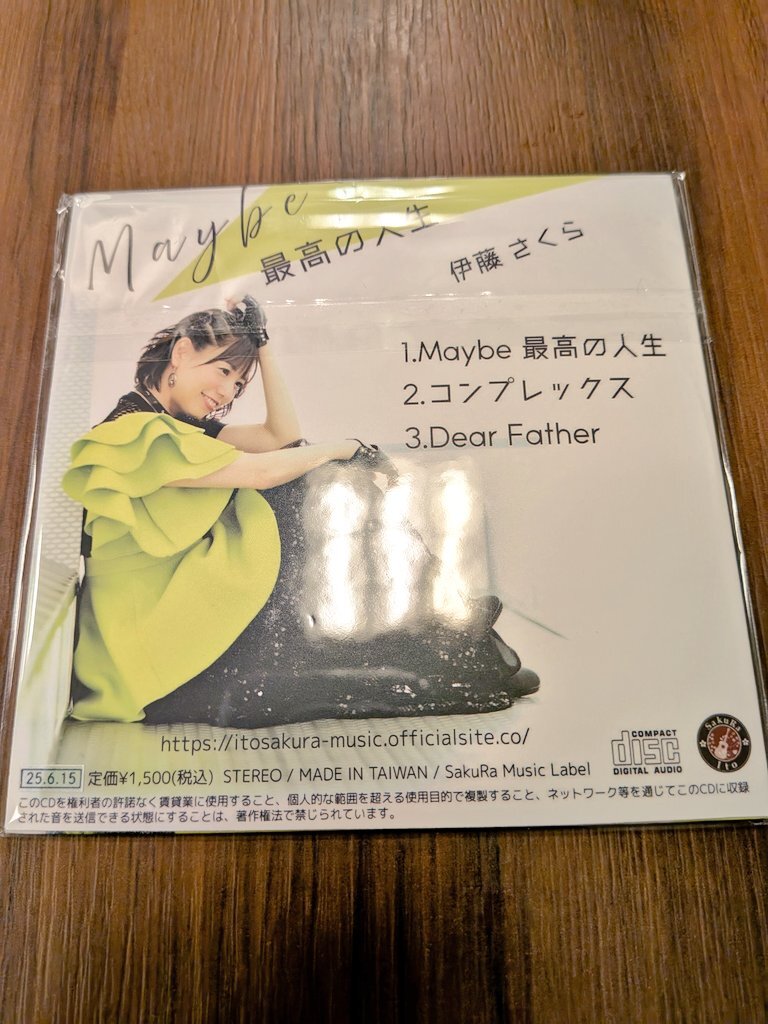 Maybe
最高の人生
伊藤 さくら
1.Maybe 最高の人生
2.コンプレックス
3.Dear Father
https://itosakura-music.officialsite.co/
COMPACT
disc
DIGITAL AUDIO
SakuRa
Ito
25.6.15 定価¥1,500(税込) STEREO / MADE IN TAIWAN / SakuRa Music Label
このCDを権利者の許諾なく賃貸業に使用すること、個人的な範囲を超える使用目的で複製すること、ネットワーク等を通じてこのCDに収録
された音を送信できる状態にすることは、著作権法で禁じられています。